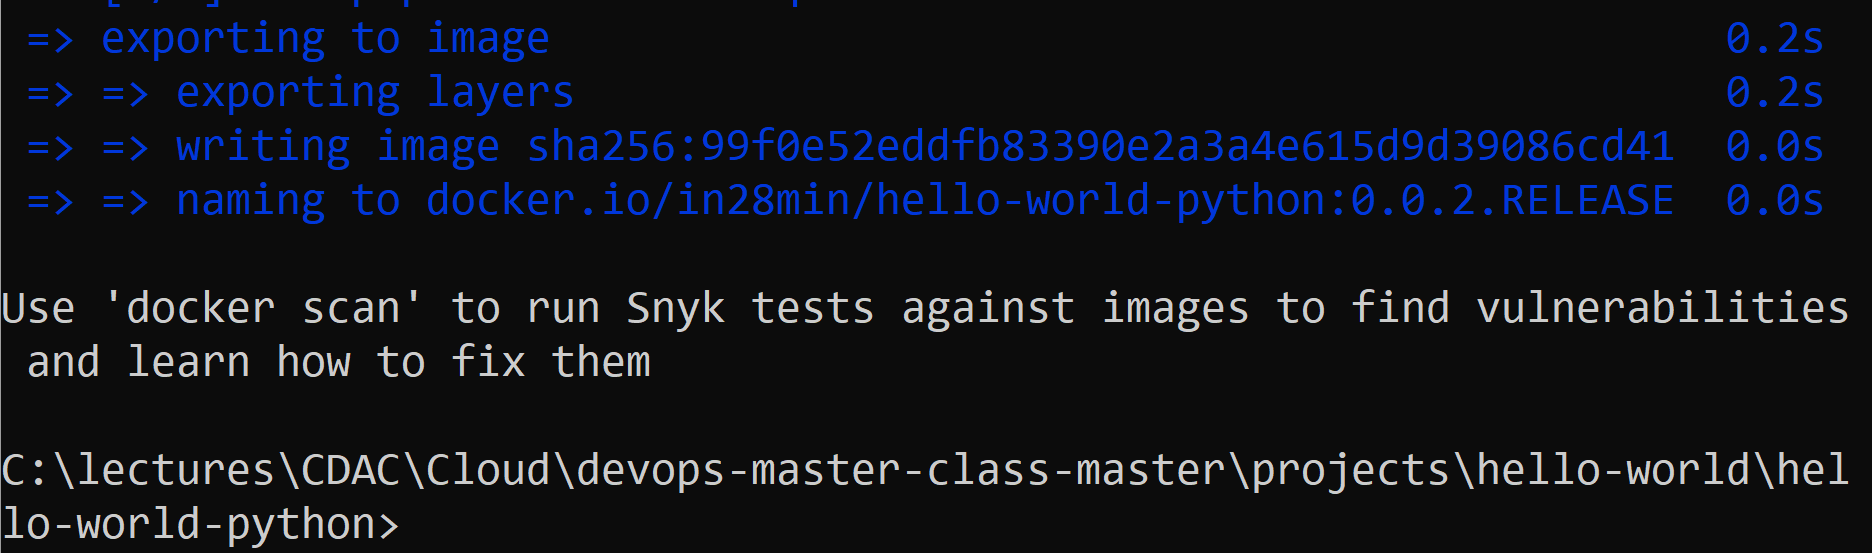 => exporting to image 0.2s
=> => exporting layers 0.2s
=> => writing image sha256:99f0e52eddfb83390e2a3a4e615d9d39086cd41 0.0s
=> => naming to docker.io/in28min/hello-world-python:0.0.2.RELEASE 0.0s
Use 'docker scan' to run Snyk tests against images to find vulnerabilities
and learn how to fix them
C:\lectures\CDAC\Cloud\devops-master-class-master\projects\hello-world\hel
lo-world-python>